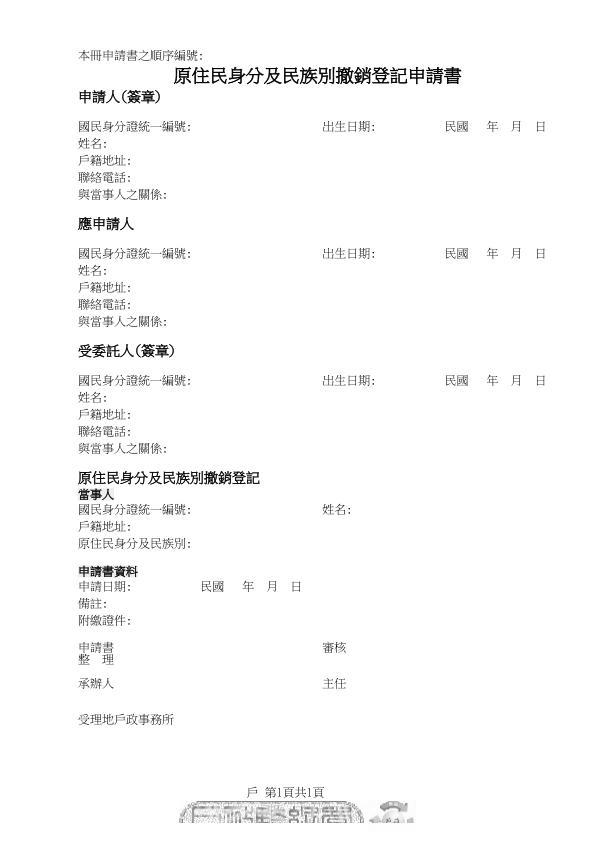 本冊申請書之順序編號:
原住民身分及民族別撤銷登記申請書
申請人(簽章)
國民身分證統一編號: 出生日期: 民國 年 月 日
姓名:
戶籍地址:
聯絡電話:
與當事人之關係:
應申請人
國民身分證統一編號: 出生日期: 民國 年 月 日
姓名:
戶籍地址:
聯絡電話:
與當事人之關係:
受委託人(簽章)
國民身分證統一編號: 出生日期: 民國 年 月 日
姓名:
戶籍地址:
聯絡電話:
與當事人之關係:
原住民身分及民族別撤銷登記
當事人
國民身分證統一編號: 姓名:
戶籍地址:
原住民身分及民族別:
申請書資料
申請日期: 民國 年 月 日
備註:
附繳證件:
申請書 審核
整 理
承辦人 主任
受理地戶政事務所
戶 第1頁共1頁